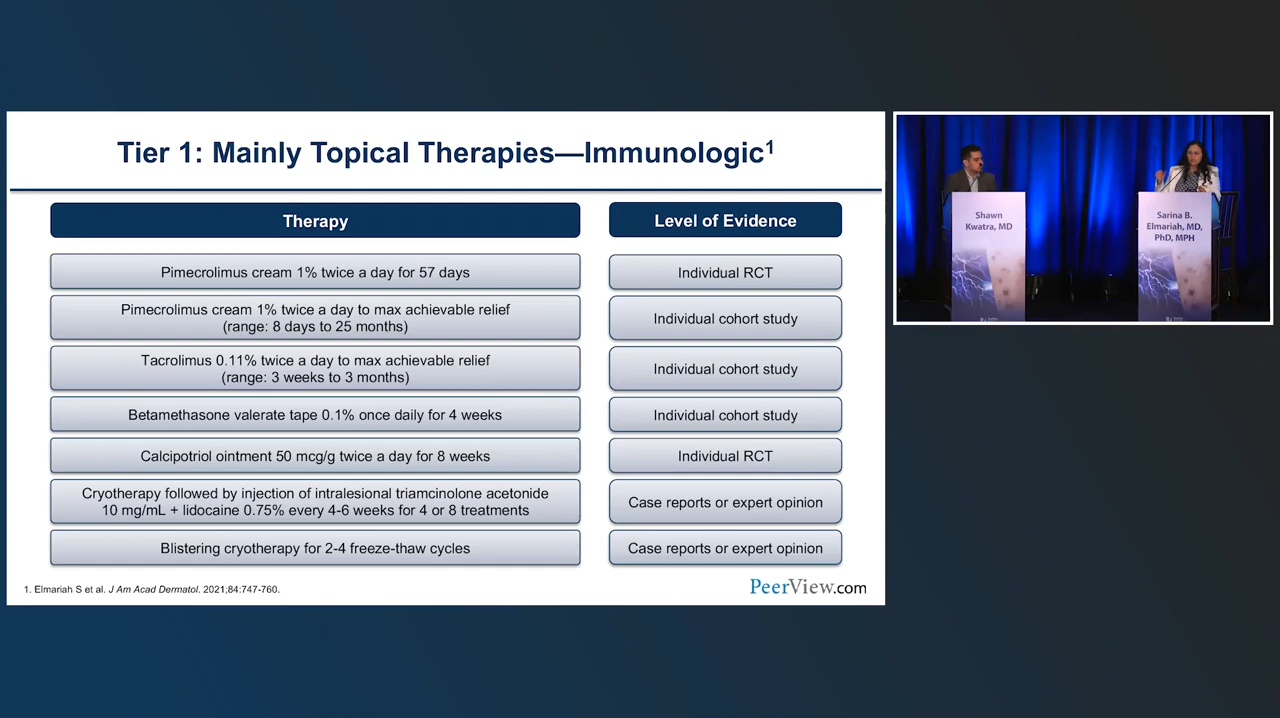 Tier 1: Mainly Topical Therapies—Immunologic1
Therapy
Level of Evidence
Pimecrolimus cream 1% twice a day for 57 days
Individual RCT
Pimecrolimus cream 1% twice a day to max achievable relief
(range: 8 days to 25 months)
Individual cohort study
Tacrolimus 0.11% twice a day to max achievable relief
(range: 3 weeks to 3 months)
Individual cohort study
Betamethasone valerate tape 0.1% once daily for 4 weeks
Individual cohort study
Calcipotriol ointment 50 mcg/g twice a day for 8 weeks
Individual RCT
Cryotherapy followed by injection of intralesional triamcinolone acetonide
10 mg/mL + lidocaine 0.75% every 4-6 weeks for 4 or 8 treatments
Case reports or expert opinion
Blistering cryotherapy for 2-4 freeze-thaw cycles
Case reports or expert opinion
1. Elmariah S et al. J Am Acad Dermatol. 2021;84:747-760.
PeerView.com
Shawn
Kwatra, MD
Sarina B.
Elmariah, MD,
PhD, MPH